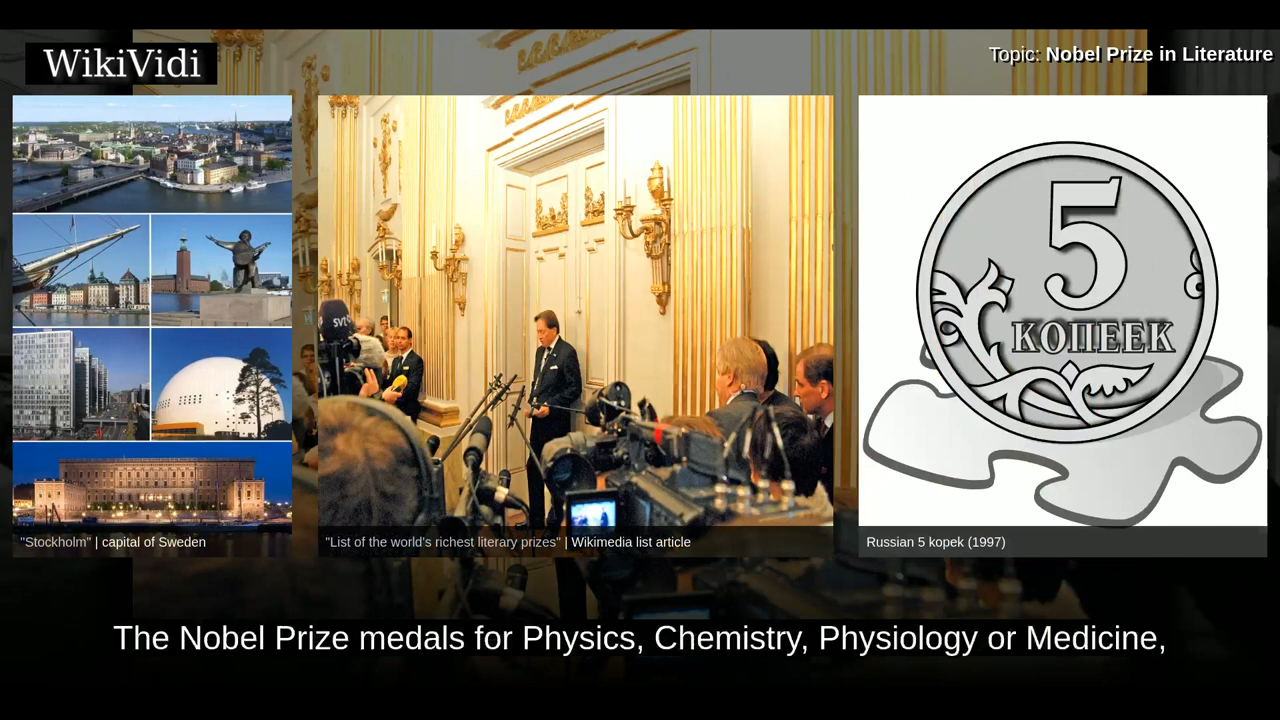 WikiVidi
Topic: Nobel Prize in Literature
svt
5
КОПЕЕК
"Stockholm" | capital of Sweden
"List of the world's richest literary prizes" | Wikimedia list article
Russian 5 kopek (1997)
The Nobel Prize medals for Physics, Chemistry, Physiology or Medicine,